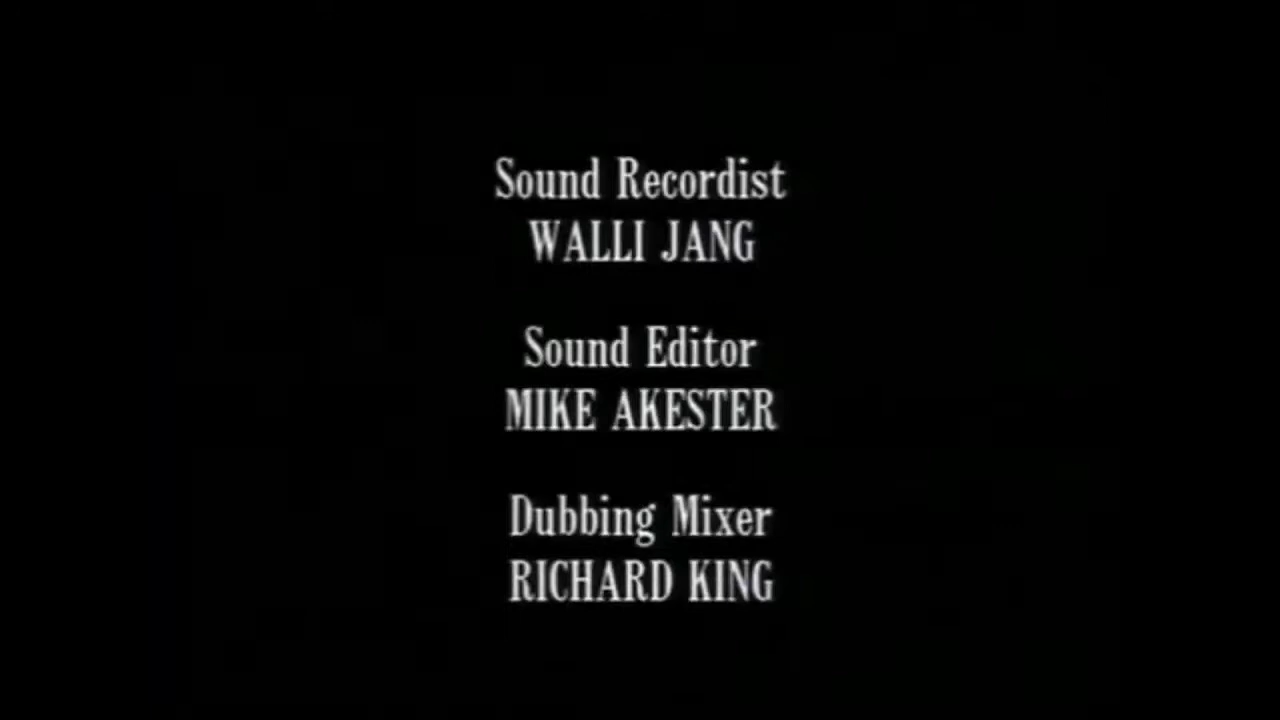 Sound Recordist
WALLI JANG
Sound Editor
MIKE AKESTER
Dubbing Mixer
RICHARD KING